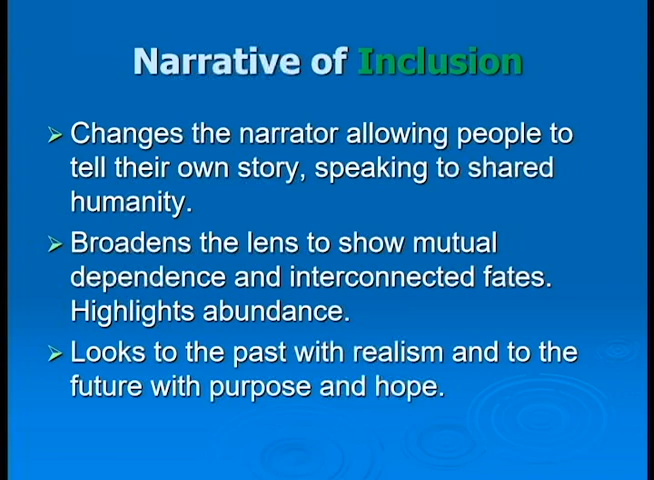 Narrative of Inclusion
Changes the narrator allowing people to
tell their own story, speaking to shared
humanity.
Broadens the lens to show mutual
dependence and interconnected fates.
Highlights abundance.
Looks to the past with realism and to the
future with purpose and hope.